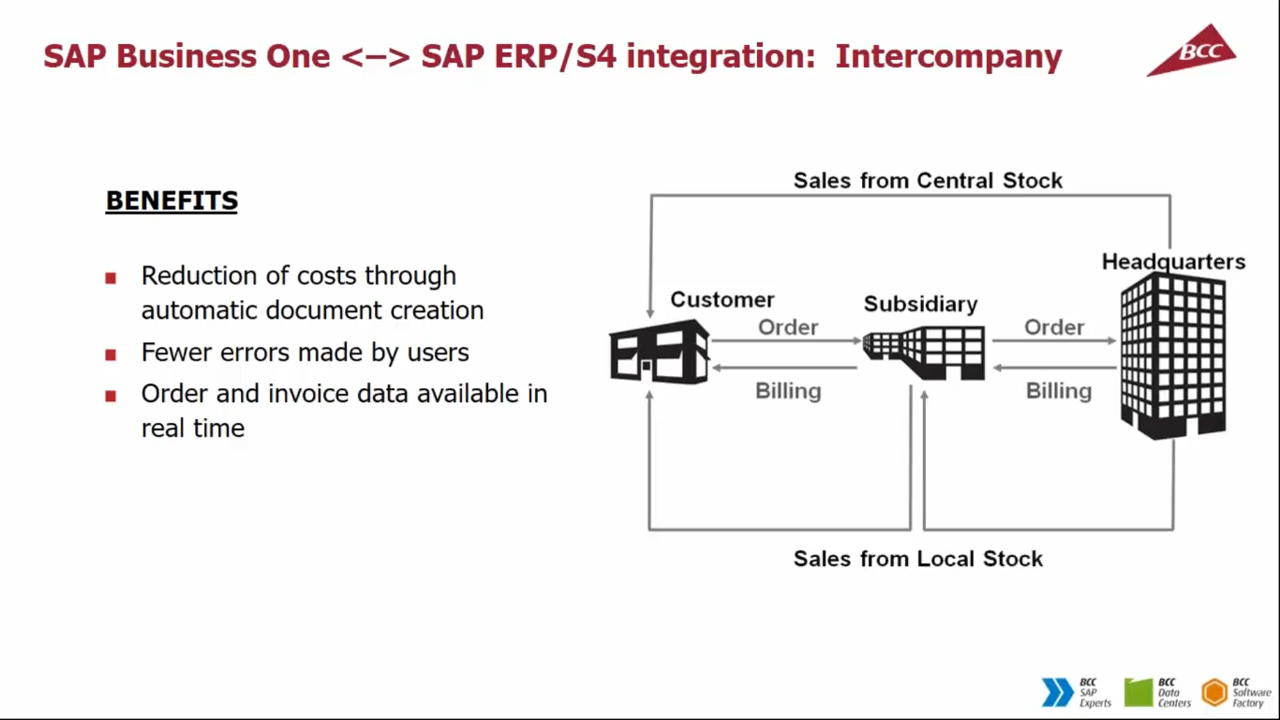 SAP Business One <−> SAP ERP/S4 integration: Intercompany
BCC
BENEFITS
Reduction of costs through
automatic document creation
Fewer errors made by users
Order and invoice data available in
real time
Sales from Central Stock
Headquarters
Customer
Subsidiary
Order
Order
Billing
Billing
Sales from Local Stock
BCC
SAP
Experts
BCC
Data
Centers
BCC
Software
Factory